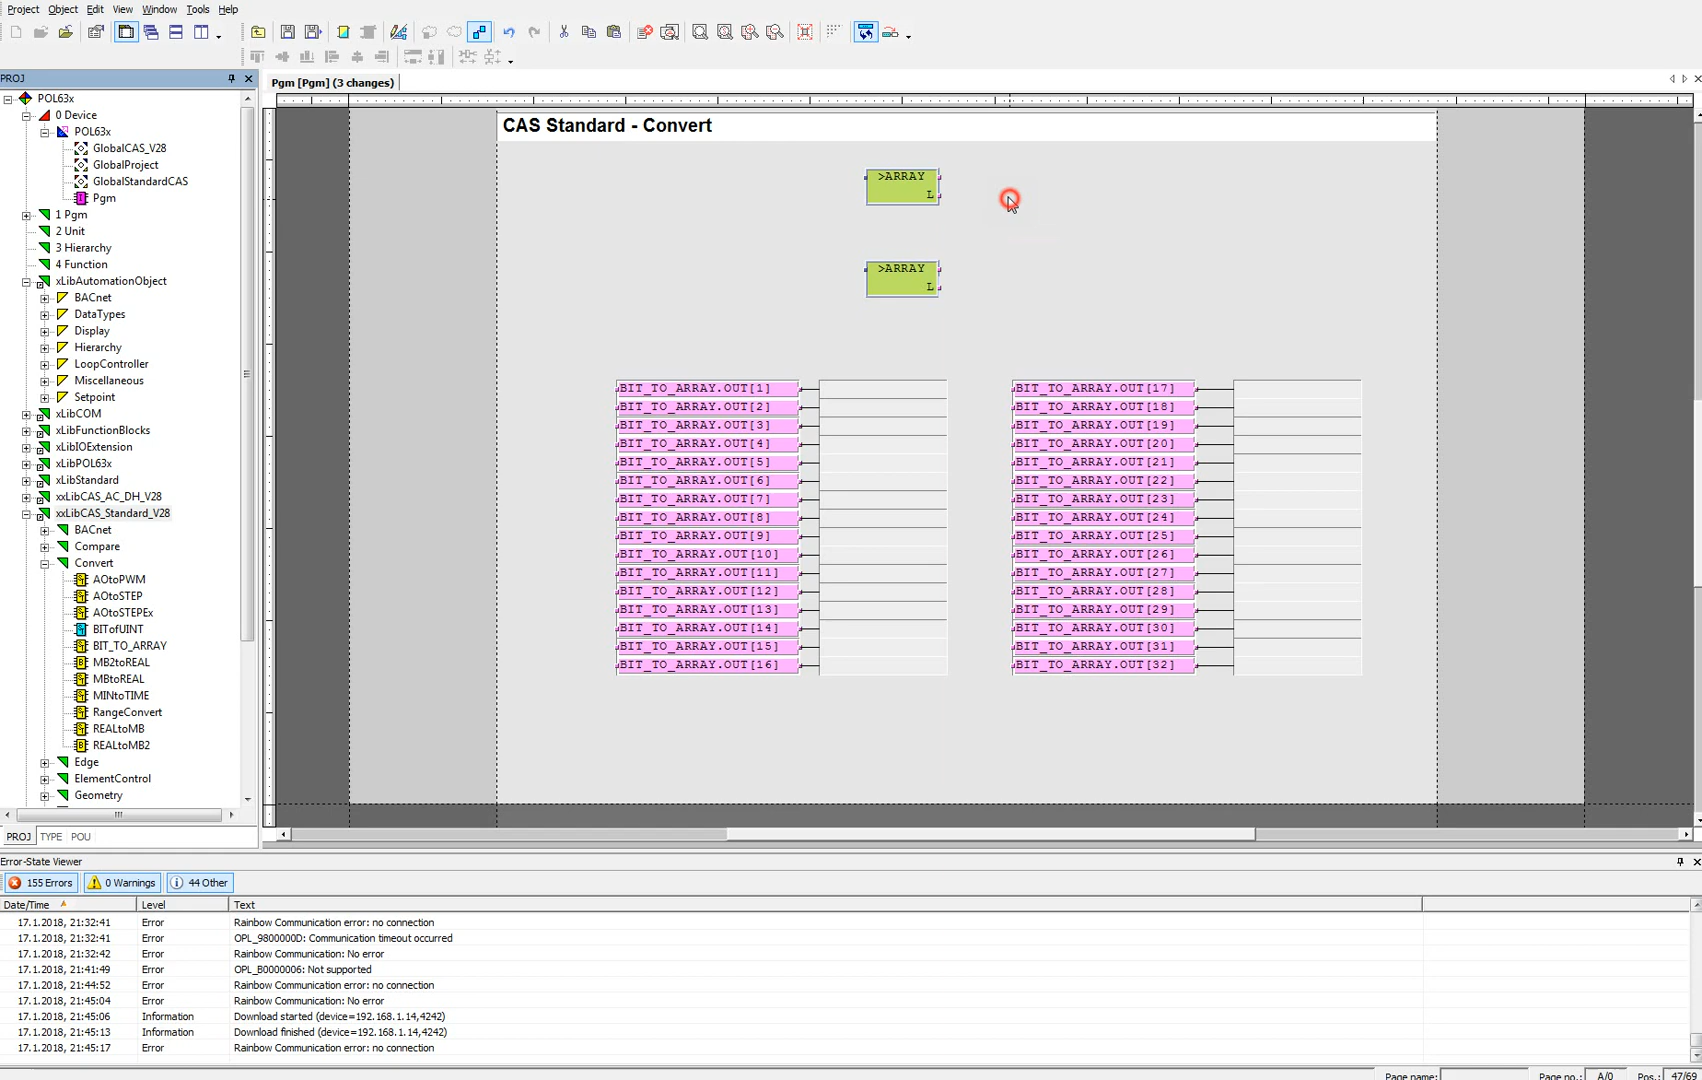 Project Object Edit View Window Tools Help
PROJ
Pgm [Pgm] (3 changes)
POL63x
0 Device
POL63x
GlobalCAS_V28
GlobalProject
GlobalStandardCAS
Pgm
1 Pgm
2 Unit
3 Hierarchy
4 Function
xLibAutomationObject
BACnet
DataTypes
Display
Hierarchy
LoopController
Miscellaneous
Setpoint
xLibCOM
xLibFunctionBlocks
xLibIOExtension
xLibPOL63x
xLibStandard
xxLibCAS_AC_DH_V28
xxLibCAS_Standard_V28
BACnet
Compare
Convert
AOtoPWM
AOtoSTEP
AOtoSTEPEx
BITofUINT
BIT_TO_ARRAY
MB2toREAL
MBtoREAL
MINtoTIME
RangeConvert
REALtoMB
REALtoMB2
Edge
ElementControl
Geometry
PROJ TYPE POU
CAS Standard - Convert
>ARRAY
L
>ARRAY
L
BIT_TO_ARRAY.OUT[1]
BIT_TO_ARRAY.OUT[2]
BIT_TO_ARRAY.OUT[3]
BIT_TO_ARRAY.OUT[4]
BIT_TO_ARRAY.OUT[5]
BIT_TO_ARRAY.OUT[6]
BIT_TO_ARRAY.OUT[7]
BIT_TO_ARRAY.OUT[8]
BIT_TO_ARRAY.OUT[9]
BIT_TO_ARRAY.OUT[10]
BIT_TO_ARRAY.OUT[11]
BIT_TO_ARRAY.OUT[12]
BIT_TO_ARRAY.OUT[13]
BIT_TO_ARRAY.OUT[14]
BIT_TO_ARRAY.OUT[15]
BIT_TO_ARRAY.OUT[16]
BIT_TO_ARRAY.OUT[17]
BIT_TO_ARRAY.OUT[18]
BIT_TO_ARRAY.OUT[19]
BIT_TO_ARRAY.OUT[20]
BIT_TO_ARRAY.OUT[21]
BIT_TO_ARRAY.OUT[22]
BIT_TO_ARRAY.OUT[23]
BIT_TO_ARRAY.OUT[24]
BIT_TO_ARRAY.OUT[25]
BIT_TO_ARRAY.OUT[26]
BIT_TO_ARRAY.OUT[27]
BIT_TO_ARRAY.OUT[28]
BIT_TO_ARRAY.OUT[29]
BIT_TO_ARRAY.OUT[30]
BIT_TO_ARRAY.OUT[31]
BIT_TO_ARRAY.OUT[32]
Error-State Viewer
155 Errors 0 Warnings 44 Other
Date/Time Level Text
17.1.2018, 21:32:41 Error Rainbow Communication error: no connection
17.1.2018, 21:32:41 Error OPL_9800000D: Communication timeout occurred
17.1.2018, 21:32:42 Error Rainbow Communication: No error
17.1.2018, 21:41:49 Error OPL_B0000006: Not supported
17.1.2018, 21:44:52 Error Rainbow Communication error: no connection
17.1.2018, 21:45:04 Error Rainbow Communication: No error
17.1.2018, 21:45:06 Information Download started (device=192.168.1.14,4242)
17.1.2018, 21:45:13 Information Download finished (device=192.168.1.14,4242)
17.1.2018, 21:45:17 Error Rainbow Communication error: no connection
Page name: Page no.: A/0 Pos.: 47/69